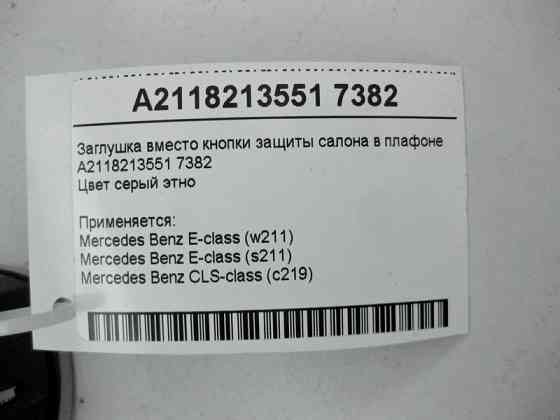 A2118213551 7382
Заглушка вместо кнопки защиты салона в плафоне
A2118213551 7382
Цвет серый этно
Применяется:
Mercedes Benz E-class (w211)
Mercedes Benz E-class (s211)
Mercedes Benz CLS-class (c219)